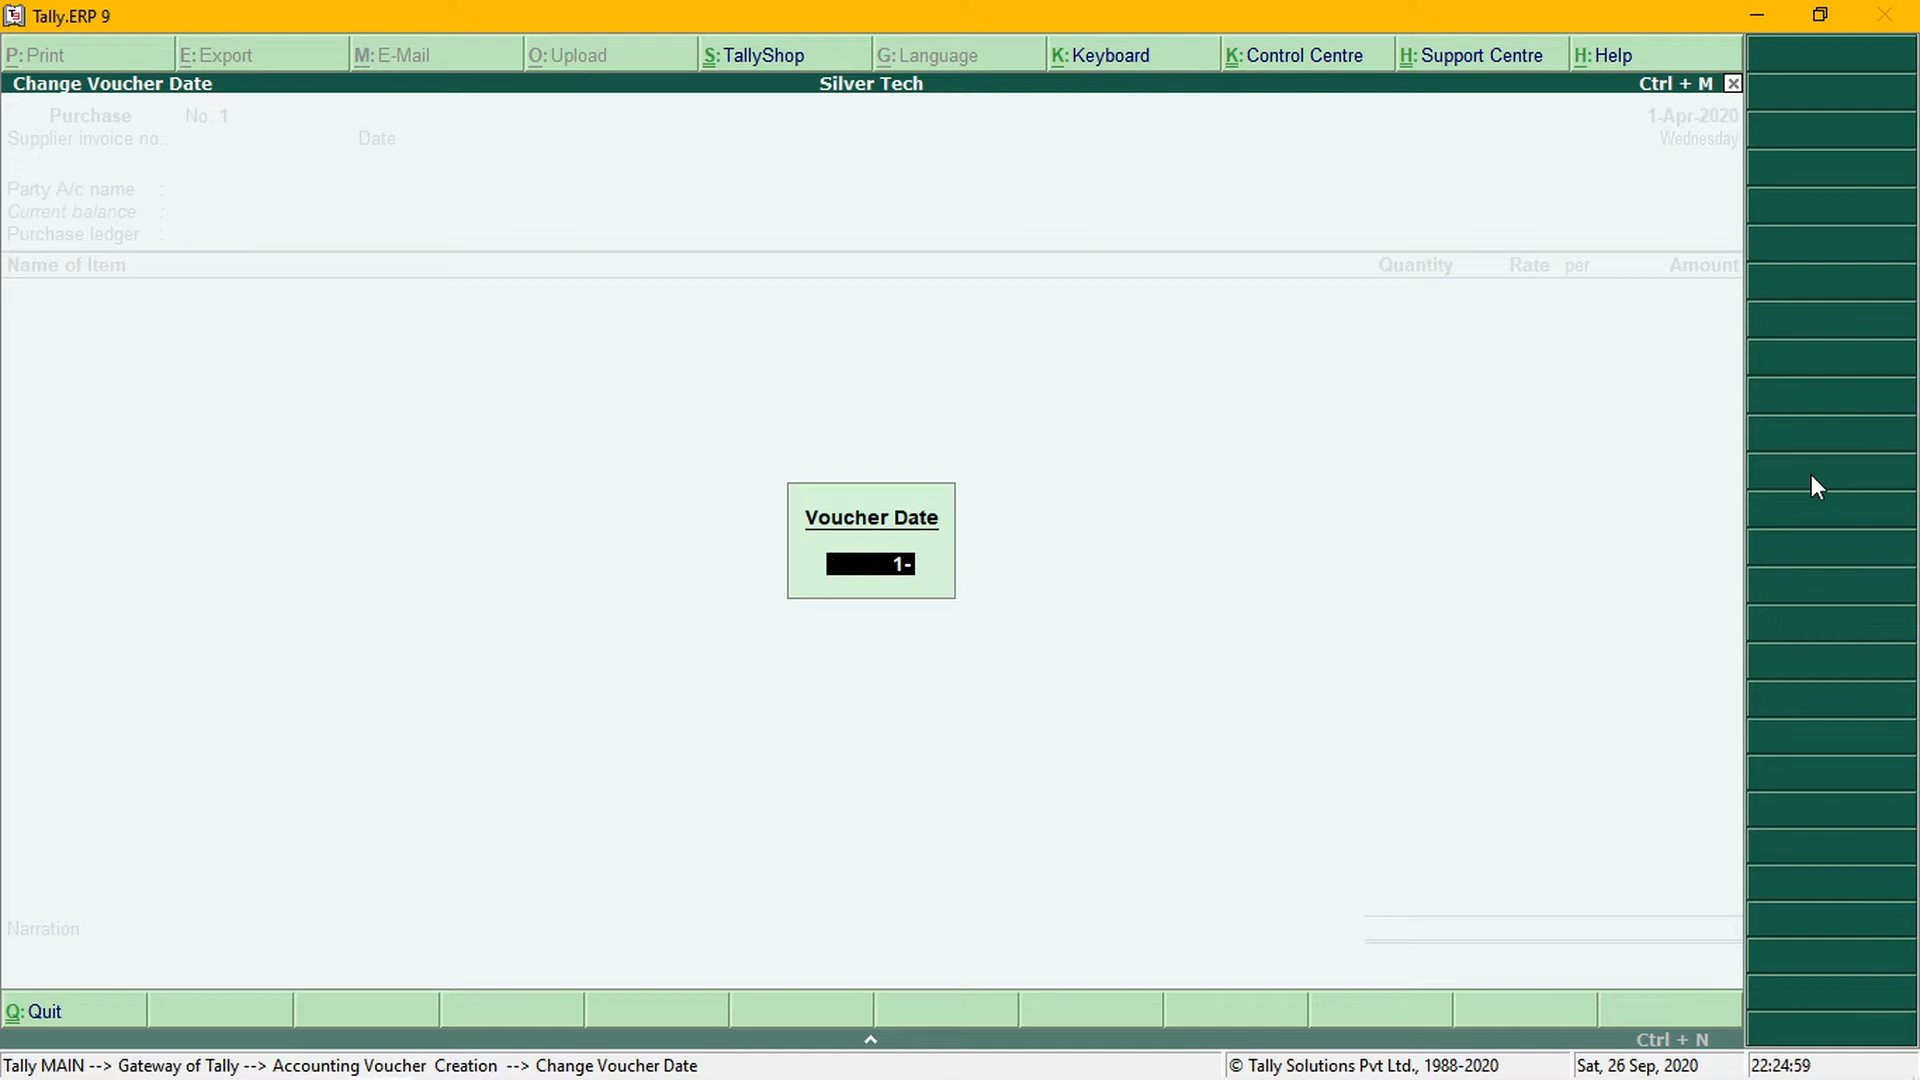 Tally.ERP 9
P: Print E: Export M: E-Mail O: Upload S: TallyShop G: Language K: Keyboard K: Control Centre H: Support Centre H: Help
Change Voucher Date Silver Tech Ctrl + M
Purchase No. 1 1-Apr-2020
Supplier invoice no.: Date : Wednesday
Party A/c name :
Current balance :
Purchase ledger :
Name of Item Quantity Rate per Amount
Voucher Date
1-
Narration
Q: Quit
Ctrl + N
Tally MAIN --> Gateway of Tally --> Accounting Voucher Creation --> Change Voucher Date © Tally Solutions Pvt Ltd., 1988-2020 Sat, 26 Sep, 2020 22:24:59